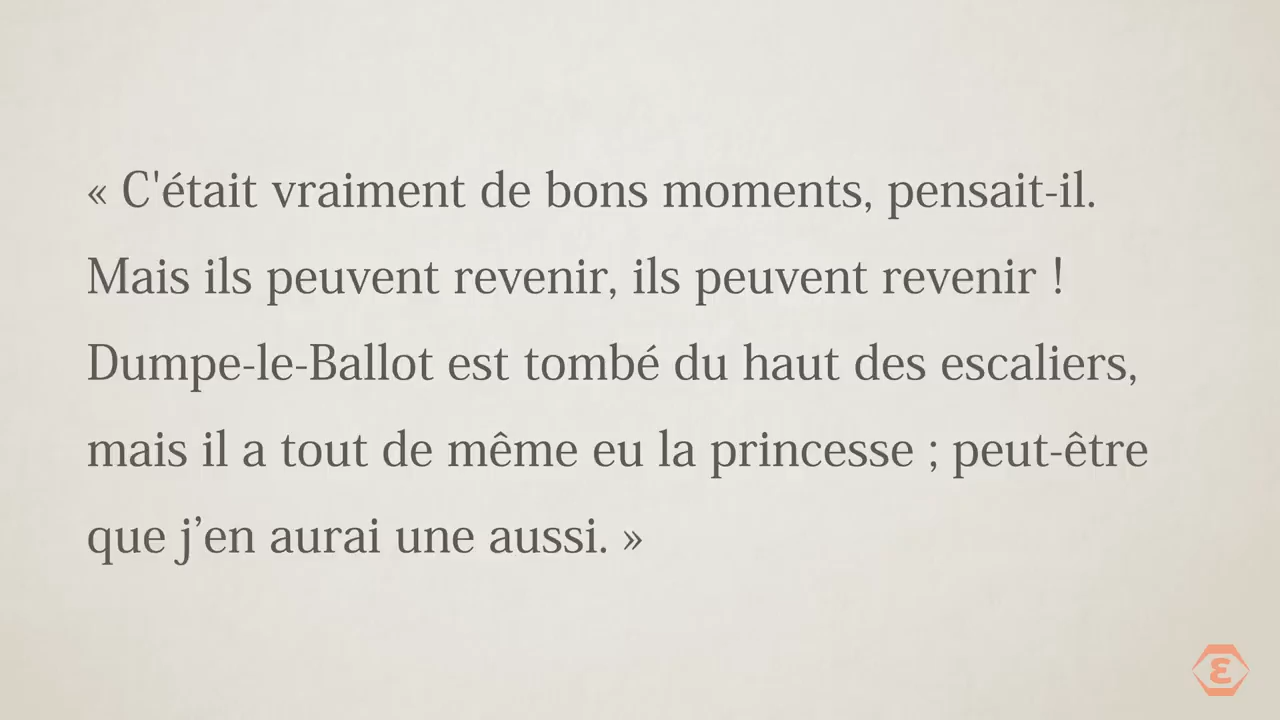 « C'était vraiment de bons moments, pensait-il.
Mais ils peuvent revenir, ils peuvent revenir !
Dumpe-le-Ballot est tombé du haut des escaliers,
mais il a tout de même eu la princesse ; peut-être
que j’en aurai une aussi. »
ε